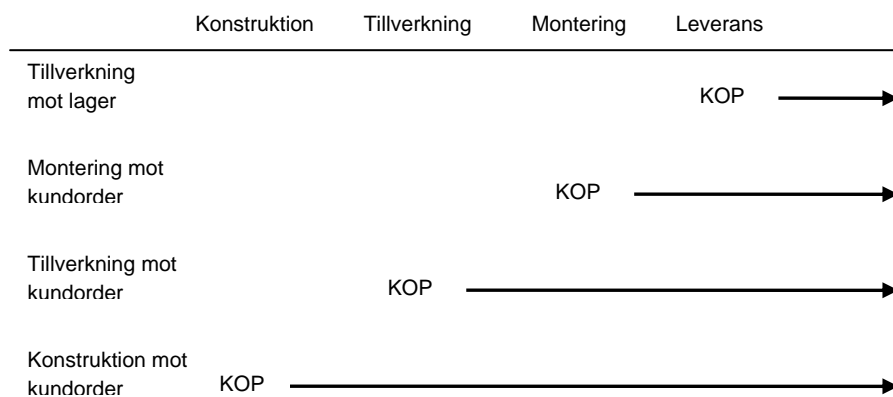 Konstruktion Tillverkning Montering Leverans
Tillverkning
mot lager
KOP
Montering mot
kundorder
KOP
Tillverkning mot
kundorder
KOP
Konstruktion mot
kundorder
KOP